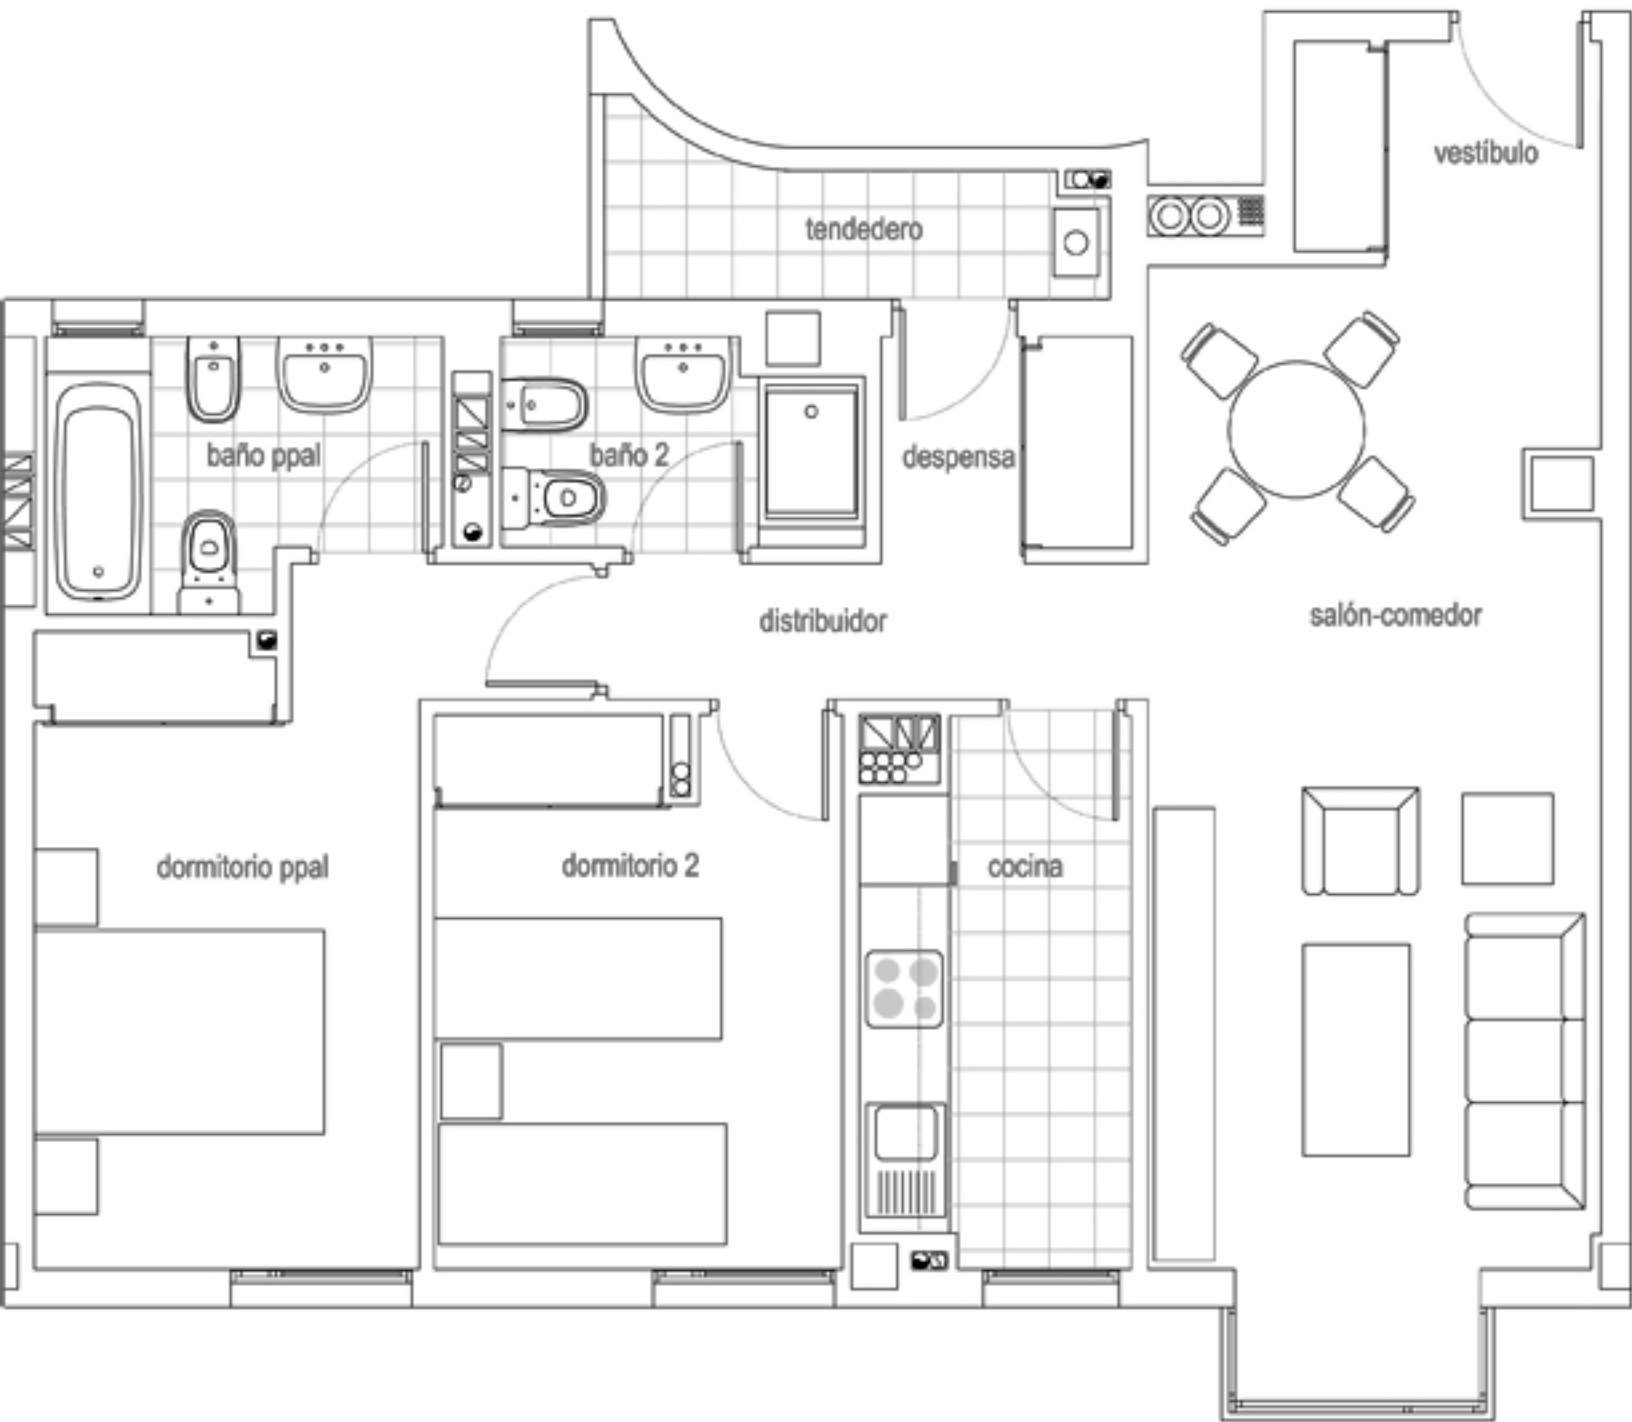 vestíbulo
tendedero
baño ppal
baño 2
despensa
distribuidor
salón-comedor
dormitorio ppal
dormitorio 2
cocina